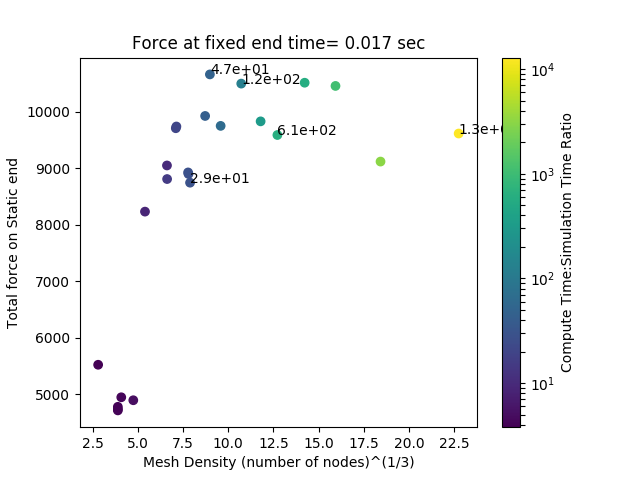 Force at fixed end time= 0.017 sec
4.7e+01
1.2e+02
6.1e+02
2.9e+01
Total force on Static end
10000
9000
8000
7000
6000
5000
2.5
5.0
7.5
10.0
12.5
15.0
17.5
20.0
22.5
Mesh Density (number of nodes)^(1/3)
10^4
10^3
10^2
10^1
Compute Time:Simulation Time Ratio